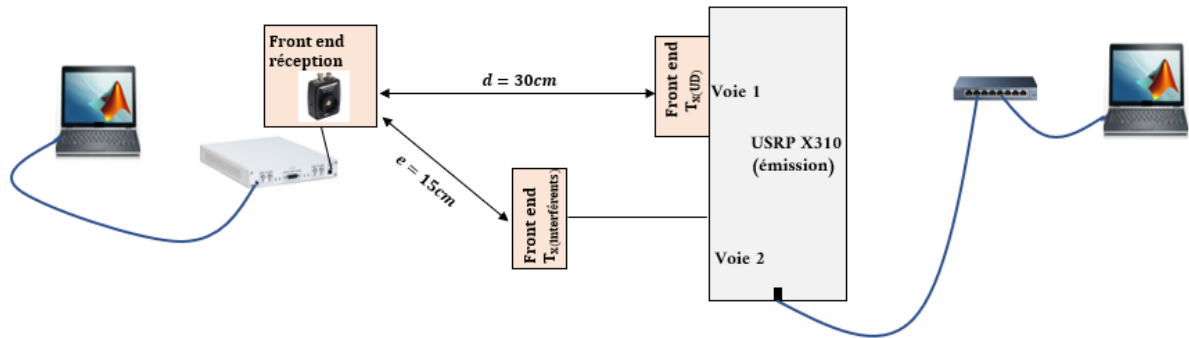 Front end
réception
d = 30cm
e = 15cm
Front end
Tx(UD)
Front end
Tx(Interférents)
Voie 1
USRP X310
(émission)
Voie 2